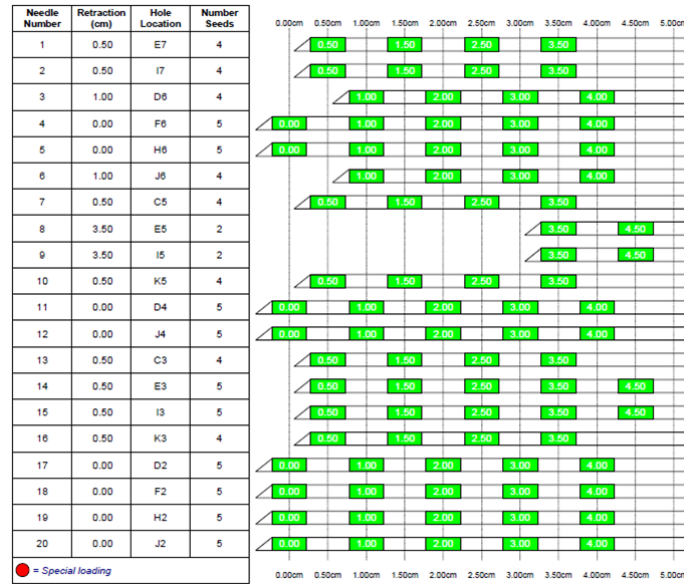 Needle Number Retraction (cm) Hole Location Number Seeds
0.00cm 0.50cm 1.00cm 1.50cm 2.00cm 2.50cm 3.00cm 3.50cm 4.00cm 4.50cm 5.00cm
1 0.50 E7 4 0.50 1.50 2.50 3.50
2 0.50 I7 4 0.50 1.50 2.50 3.50
3 1.00 D6 4 1.00 2.00 3.00 4.00
4 0.00 F6 5 0.00 1.00 2.00 3.00 4.00
5 0.00 H6 5 0.00 1.00 2.00 3.00 4.00
6 1.00 J6 4 1.00 2.00 3.00 4.00
7 0.50 C5 4 0.50 1.50 2.50 3.50
8 3.50 E5 2 3.50 4.50
9 3.50 I5 2 3.50 4.50
10 0.50 K5 4 0.50 1.50 2.50 3.50
11 0.00 D4 5 0.00 1.00 2.00 3.00 4.00
12 0.00 J4 5 0.00 1.00 2.00 3.00 4.00
13 0.50 C3 4 0.50 1.50 2.50 3.50
14 0.50 E3 5 0.50 1.50 2.50 3.50 4.50
15 0.50 I3 5 0.50 1.50 2.50 3.50 4.50
16 0.50 K3 4 0.50 1.50 2.50 3.50
17 0.00 D2 5 0.00 1.00 2.00 3.00 4.00
18 0.00 F2 5 0.00 1.00 2.00 3.00 4.00
19 0.00 H2 5 0.00 1.00 2.00 3.00 4.00
20 0.00 J2 5 0.00 1.00 2.00 3.00 4.00
= Special loading
0.00cm 0.50cm 1.00cm 1.50cm 2.00cm 2.50cm 3.00cm 3.50cm 4.00cm 4.50cm 5.00cm